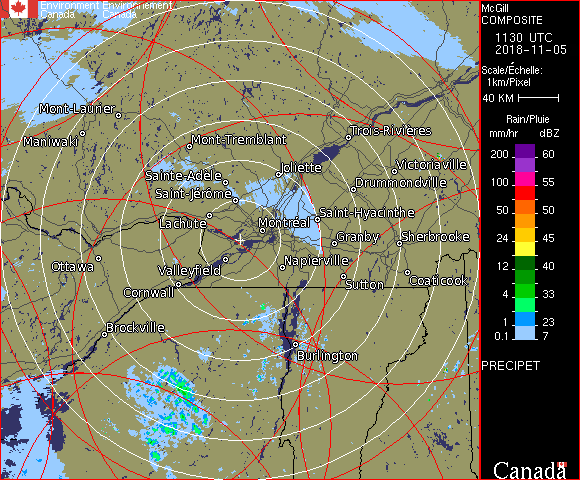 Environment Environnement
Canada Canada
McGill
COMPOSITE
1130 UTC
2018-11-05
Scale/Échelle:
1km/Pixel
40 KM
Rain/Pluie
mm/hr dBZ
200 60
100 55
50 50
24 45
12 40
4 33
1 23
0.1 7
PRECIPET
Canada
Mont-Laurier
Maniwaki
Mont-Tremblant
Trois-Rivières
Sainte-Adele
Joliette
Victoriaville
Saint-Jérôme
Drummondville
Lachute
Saint-Hyacinthe
Montréal
Granby
Sherbrooke
Ottawa
Valleyfield
Napierville
Cornwall
Sutton
Coaticook
Brockville
Burlington